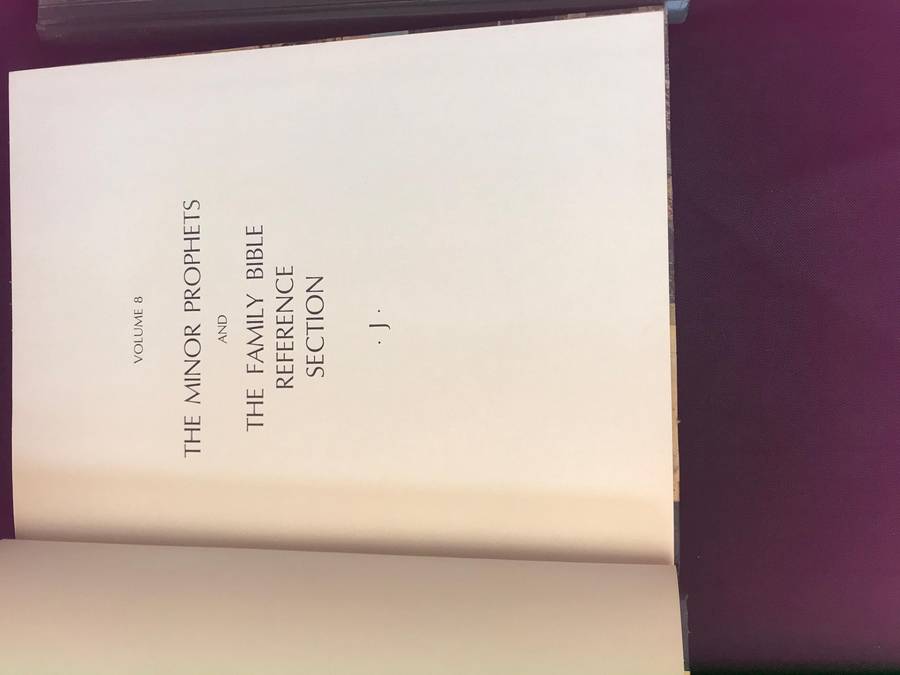 VOLUME 8
THE MINOR PROPHETS
AND
THE FAMILY BIBLE
REFERENCE
SECTION
· J ·